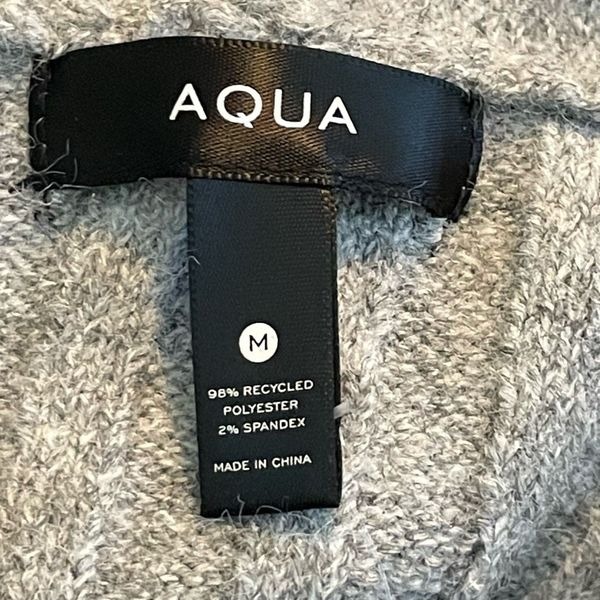 AQUA
M
98% RECYCLED
POLYESTER
2% SPANDEX
MADE IN CHINA